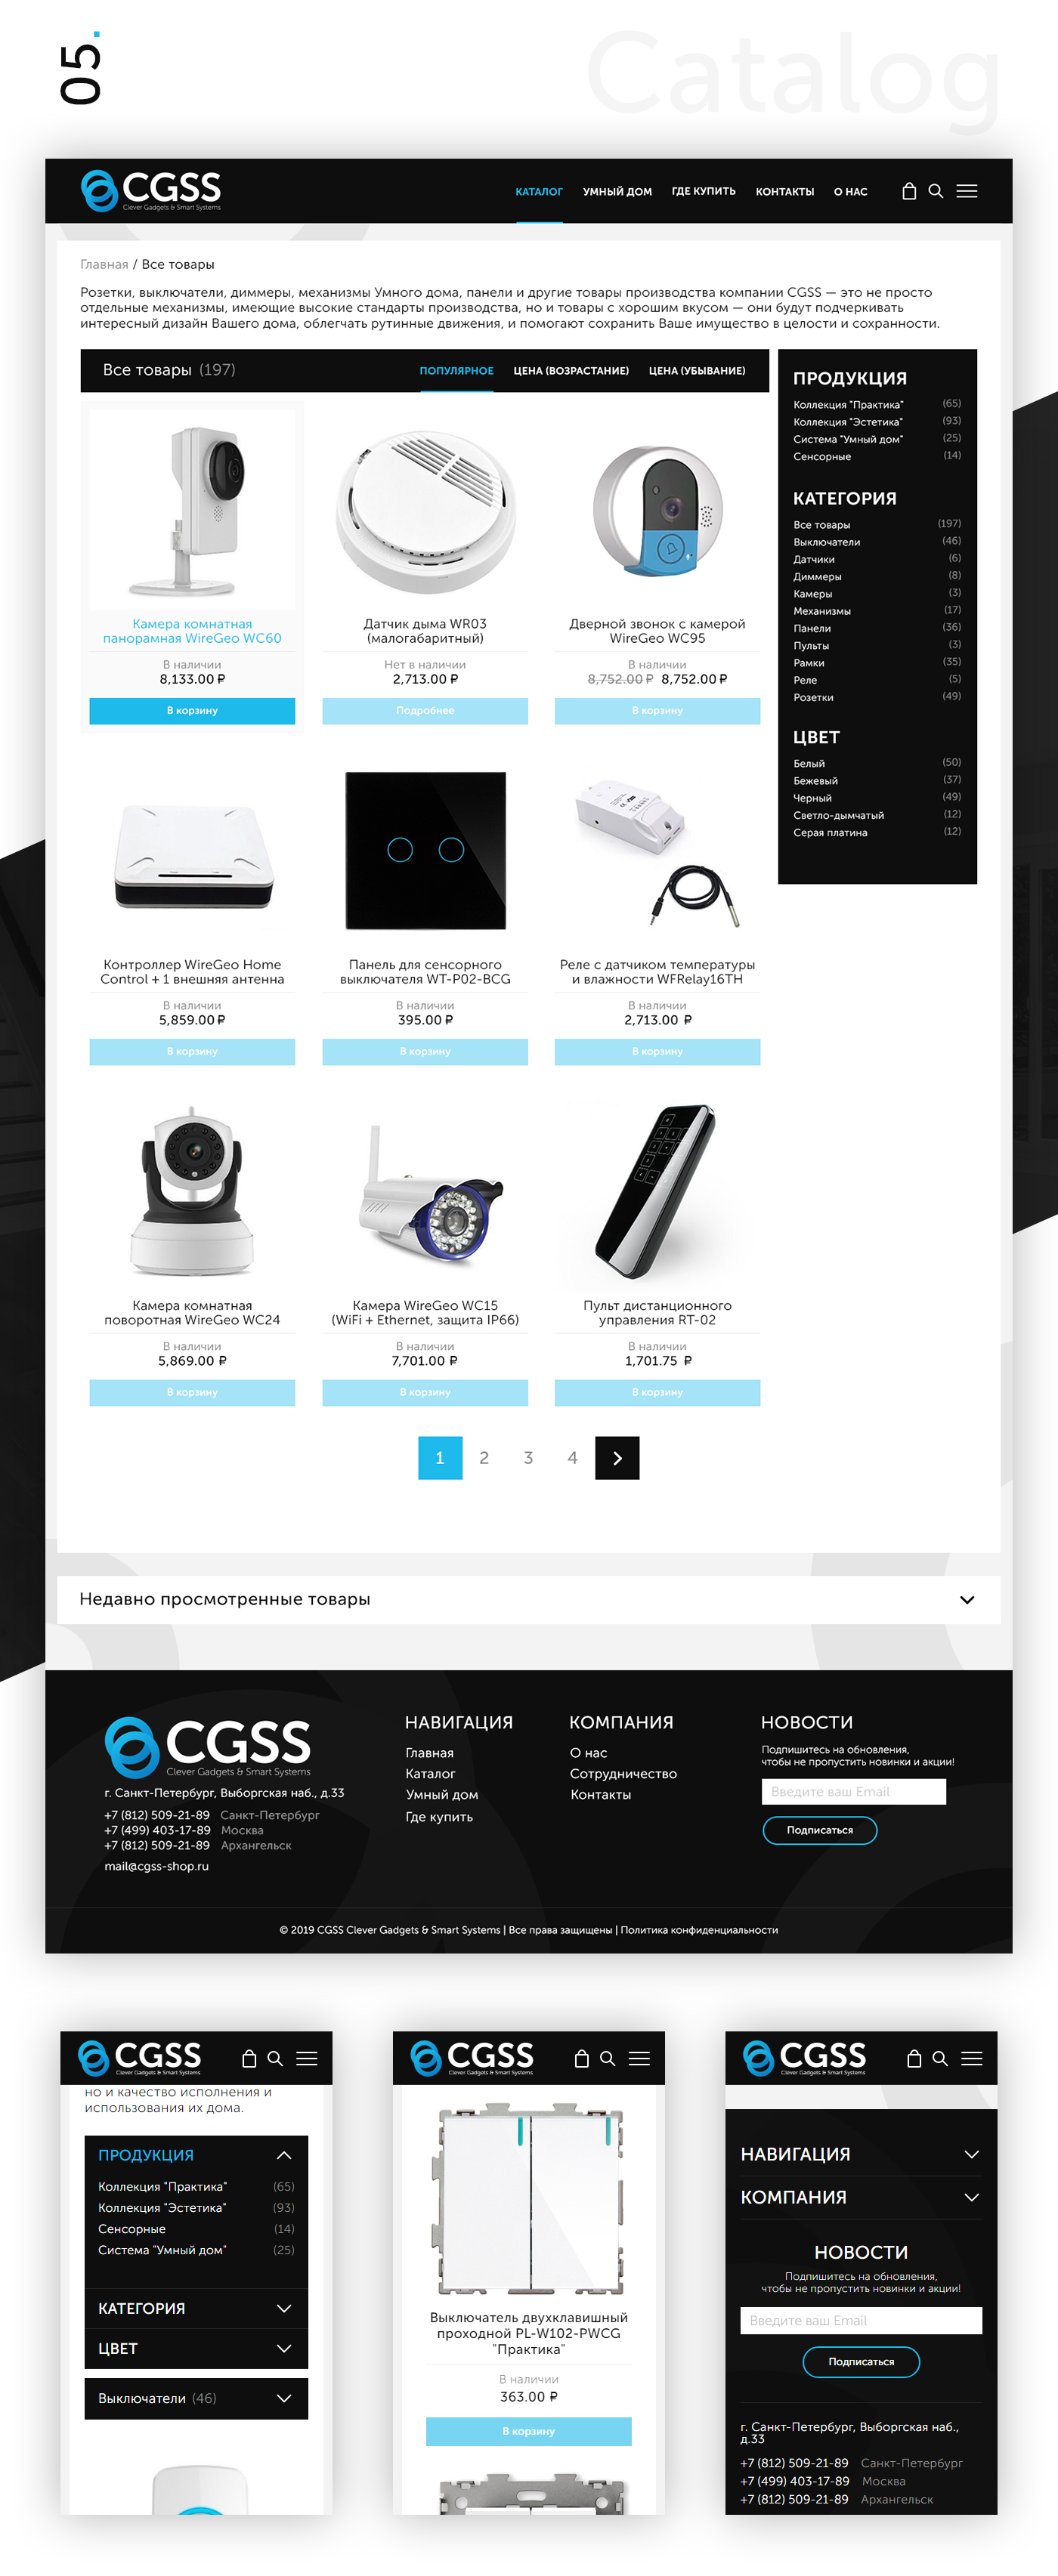 05.
Catalog
CGSS
Clever Gadgets & Smart Systems
КАТАЛОГ
УМНЫЙ ДОМ
ГДЕ КУПИТЬ
КОНТАКТЫ
О НАС
Главная / Все товары
Розетки, выключатели, диммеры, механизмы Умного дома, панели и другие товары производства компании CGSS — это не просто
отдельные механизмы, имеющие высокие стандарты производства, но и товары с хорошим вкусом — они будут подчеркивать
интересный дизайн Вашего дома, облегчать рутинные движения, и помогают сохранить Ваше имущество в целости и сохранности.
Все товары (197)
ПОПУЛЯРНОЕ
ЦЕНА (ВОЗРАСТАНИЕ)
ЦЕНА (УБЫВАНИЕ)
Камера комнатная
панорамная WireGeo WC60
В наличии
8,133.00 ₽
В корзину
Датчик дыма WR03
(малогабаритный)
Нет в наличии
2,713.00 ₽
Подробнее
Дверной звонок с камерой
WireGeo WC95
В наличии
8,752.00 ₽ 8,752.00 ₽
В корзину
Контроллер WireGeo Home
Control + 1 внешняя антенна
В наличии
5,859.00 ₽
В корзину
Панель для сенсорного
выключателя WT-P02-BCG
В наличии
395.00 ₽
В корзину
Реле с датчиком температуры
и влажности WFRelay16TH
В наличии
2,713.00 ₽
В корзину
Камера комнатная
поворотная WireGeo WC24
В наличии
5,869.00 ₽
В корзину
Камера WireGeo WC15
(WiFi + Ethernet, защита IP66)
В наличии
7,701.00 ₽
В корзину
Пульт дистанционного
управления RT-02
В наличии
1,701.75 ₽
В корзину
ПРОДУКЦИЯ
Коллекция "Практика" (65)
Коллекция "Эстетика" (93)
Система "Умный дом" (25)
Сенсорные (14)
КАТЕГОРИЯ
Все товары (197)
Выключатели (46)
Датчики (6)
Диммеры (8)
Камеры (3)
Механизмы (17)
Панели (36)
Пульты (3)
Рамки (35)
Реле (5)
Розетки (49)
ЦВЕТ
Белый (50)
Бежевый (37)
Черный (49)
Светло-дымчатый (12)
Серая платина (12)
1 2 3 4
Недавно просмотренные товары
CGSS
Clever Gadgets & Smart Systems
г. Санкт-Петербург, Выборгская наб., д.33
+7 (812) 509-21-89 Санкт-Петербург
+7 (499) 403-17-89 Москва
+7 (812) 509-21-89 Архангельск
mail@cgss-shop.ru
НАВИГАЦИЯ
Главная
Каталог
Умный дом
Где купить
КОМПАНИЯ
О нас
Сотрудничество
Контакты
НОВОСТИ
Подпишитесь на обновления,
чтобы не пропустить новинки и акции!
Введите ваш Email
Подписаться
© 2019 CGSS Clever Gadgets & Smart Systems | Все права защищены | Политика конфиденциальности
CGSS
Clever Gadgets & Smart Systems
но и качество исполнения и
использования их дома.
ПРОДУКЦИЯ
Коллекция "Практика" (65)
Коллекция "Эстетика" (93)
Сенсорные (14)
Система "Умный дом" (25)
КАТЕГОРИЯ
ЦВЕТ
Выключатели (46)
CGSS
Clever Gadgets & Smart Systems
Выключатель двухклавишный
проходной PL-W102-PWCG
"Практика"
В наличии
363.00 ₽
В корзину
CGSS
Clever Gadgets & Smart Systems
НАВИГАЦИЯ
КОМПАНИЯ
НОВОСТИ
Подпишитесь на обновления,
чтобы не пропустить новинки и акции!
Введите ваш Email
Подписаться
г. Санкт-Петербург, Выборгская наб.,
д.33
+7 (812) 509-21-89 Санкт-Петербург
+7 (499) 403-17-89 Москва
+7 (812) 509-21-89 Архангельск